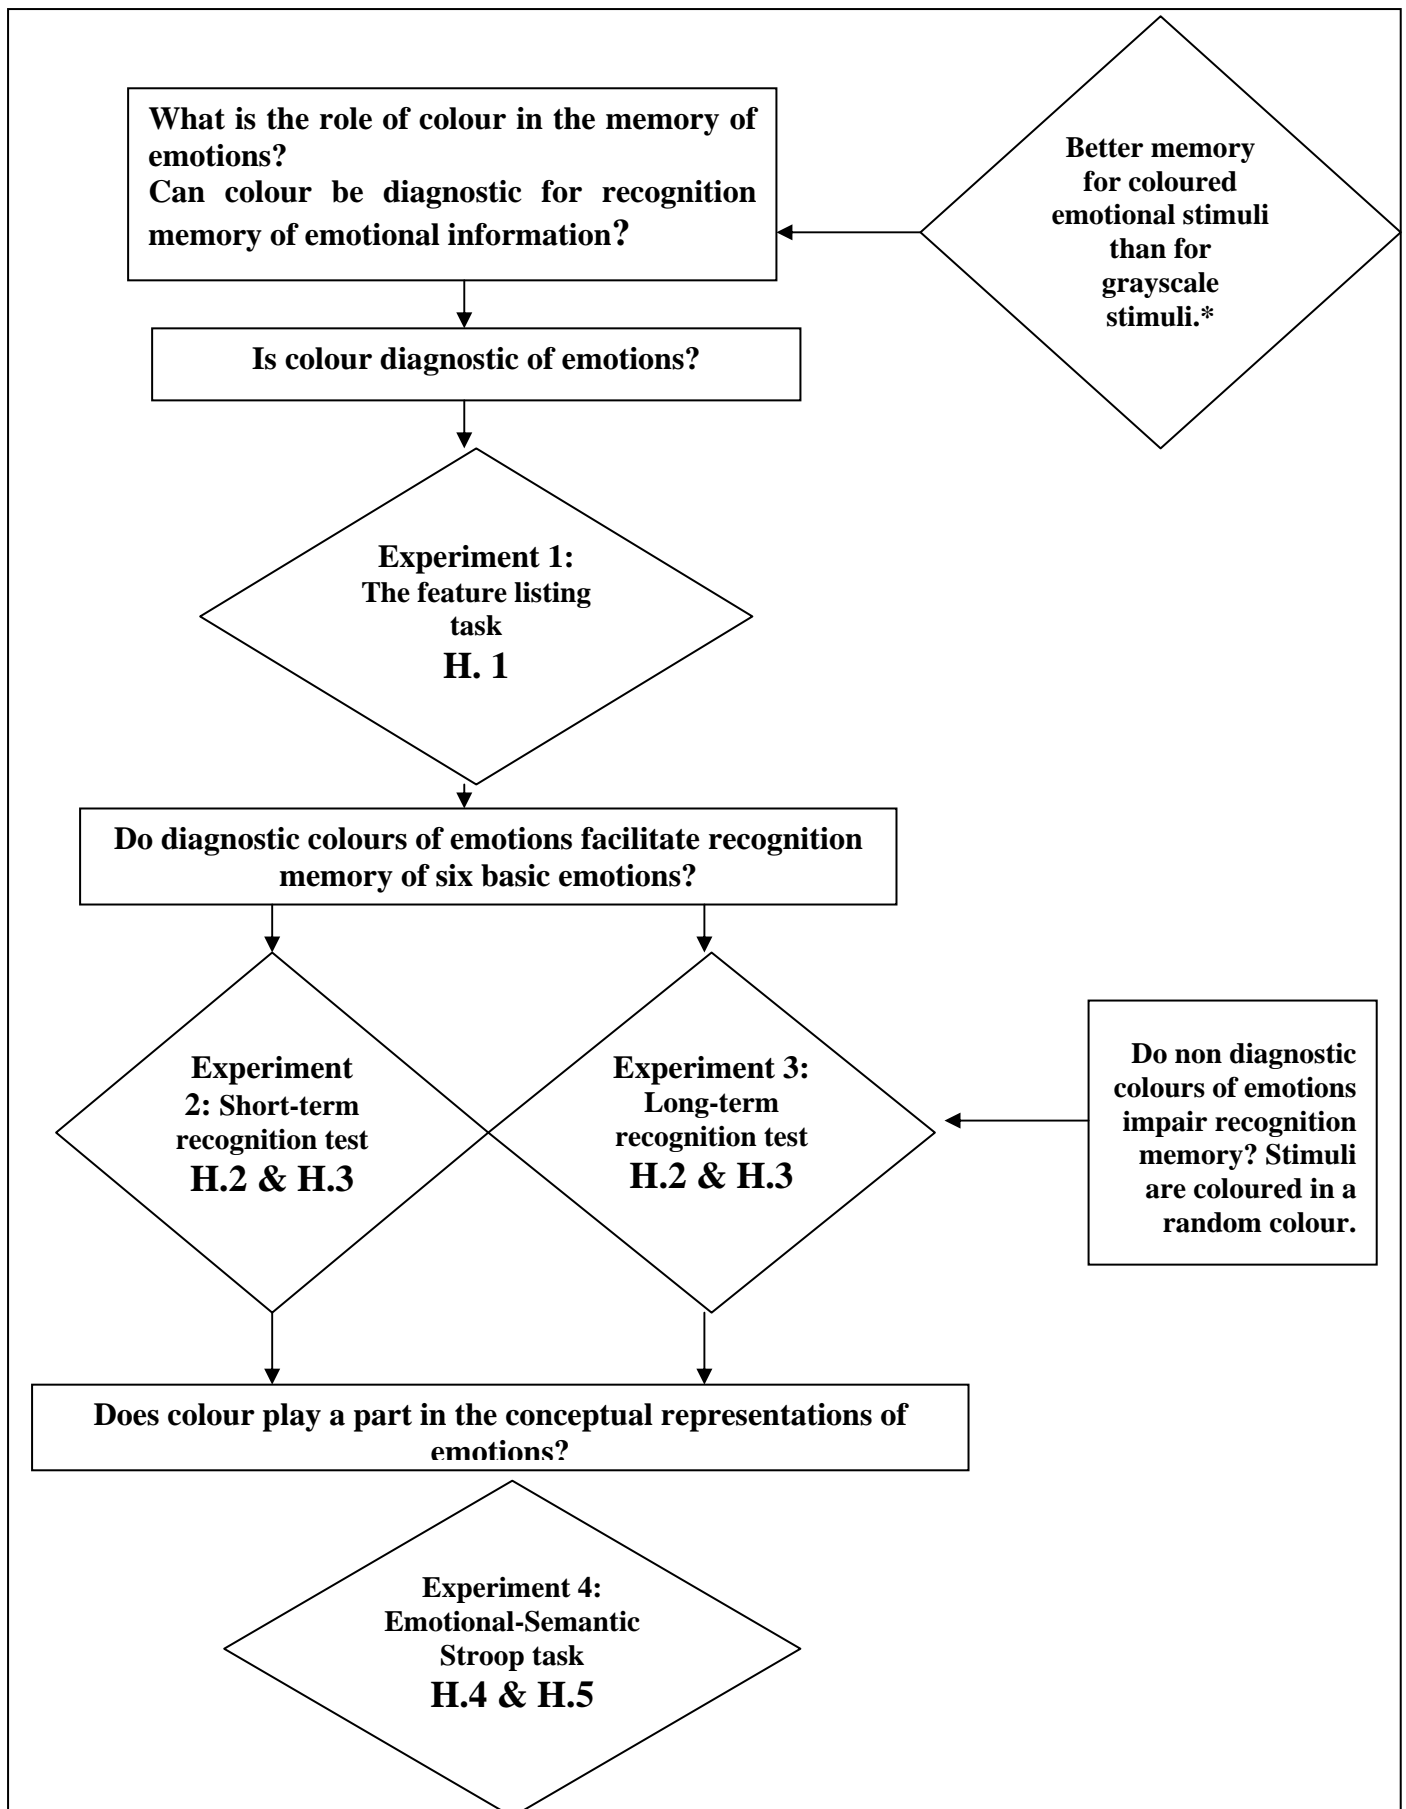 What is the role of colour in the memory of
emotions?
Can colour be diagnostic for recognition
memory of emotional information?
Better memory
for coloured
emotional stimuli
than for
grayscale
stimuli.*
Is colour diagnostic of emotions?
Experiment 1:
The feature listing
task
H. 1
Do diagnostic colours of emotions facilitate recognition
memory of six basic emotions?
Experiment
2: Short-term
recognition test
H.2 & H.3
Experiment 3:
Long-term
recognition test
H.2 & H.3
Do non diagnostic
colours of emotions
impair recognition
memory? Stimuli
are coloured in a
random colour.
Does colour play a part in the conceptual representations of
emotions?
Experiment 4:
Emotional-Semantic
Stroop task
H.4 & H.5